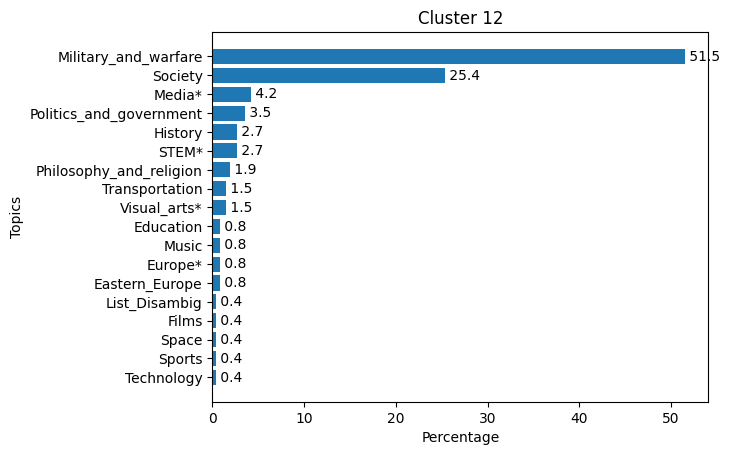 Cluster 12
Military_and_warfare 51.5
Society 25.4
Media* 4.2
Politics_and_government 3.5
History 2.7
STEM* 2.7
Philosophy_and_religion 1.9
Transportation 1.5
Visual_arts* 1.5
Education 0.8
Music 0.8
Europe* 0.8
Eastern_Europe 0.8
List_Disambig 0.4
Films 0.4
Space 0.4
Sports 0.4
Technology 0.4
Topics
0 10 20 30 40 50
Percentage